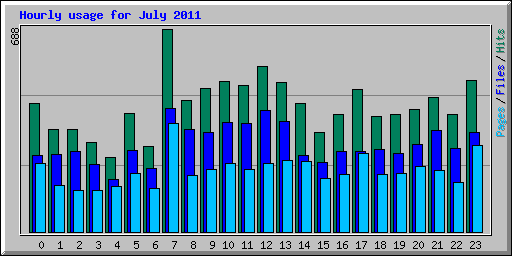 Hourly usage for July 2011
688
Pages/Files/Hits
0 1 2 3 4 5 6 7 8 9 10 11 12 13 14 15 16 17 18 19 20 21 22 23